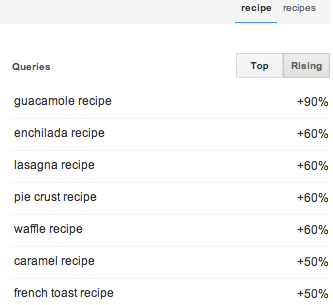 recipe recipes
Queries Top Rising
guacamole recipe +90%
enchilada recipe +60%
lasagna recipe +60%
pie crust recipe +60%
waffle recipe +60%
caramel recipe +50%
french toast recipe +50%